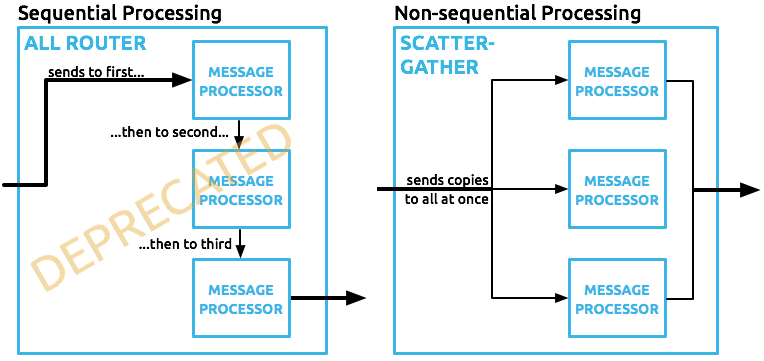 Sequential Processing
ALL ROUTER
sends to first...
MESSAGE
PROCESSOR
...then to second...
MESSAGE
PROCESSOR
...then to third
MESSAGE
PROCESSOR
DEPRECATED
Non-sequential Processing
SCATTER-
GATHER
sends copies
to all at once
MESSAGE
PROCESSOR
MESSAGE
PROCESSOR
MESSAGE
PROCESSOR